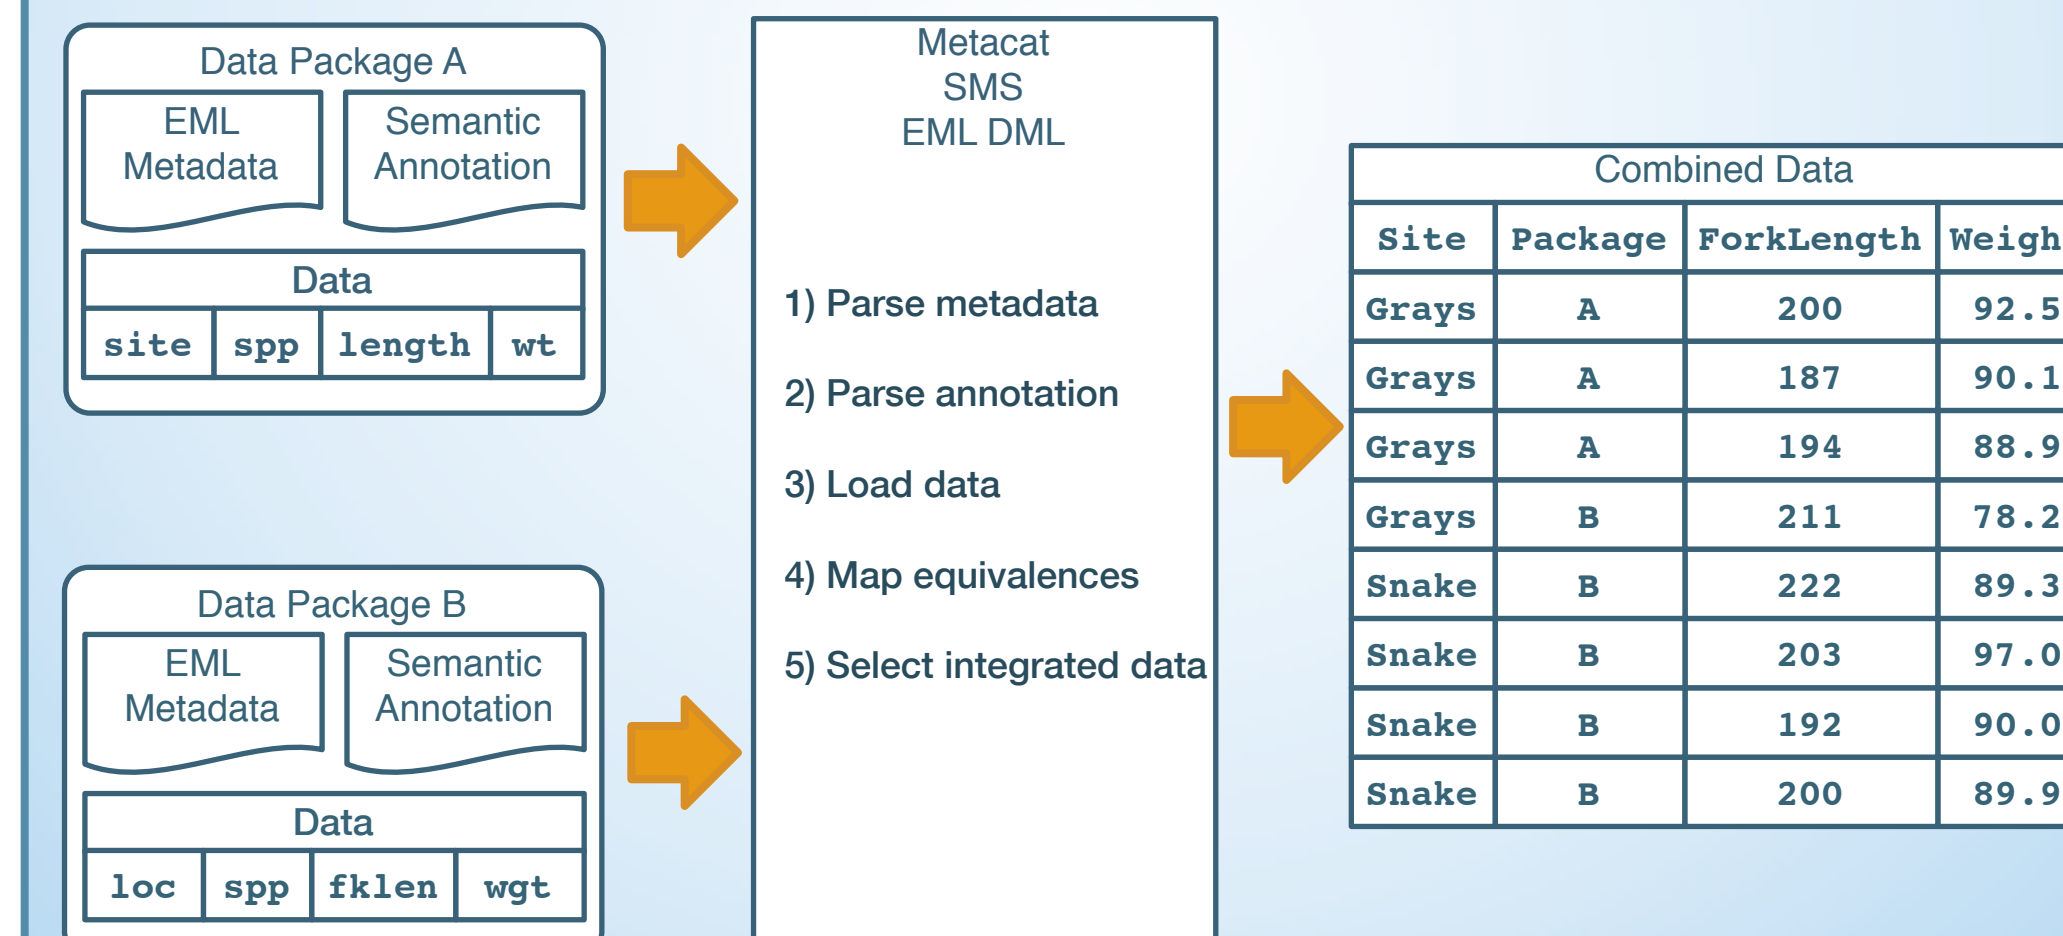 Data Package A
EML
Metadata
Semantic
Annotation
Data
site spp length wt
Data Package B
EML
Metadata
Semantic
Annotation
Data
loc spp fklen wgt
Metacat
SMS
EML DML
1) Parse metadata
2) Parse annotation
3) Load data
4) Map equivalences
5) Select integrated data
Combined Data
Site Package ForkLength Weigh
Grays A 200 92.5
Grays A 187 90.1
Grays A 194 88.9
Grays B 211 78.2
Snake B 222 89.3
Snake B 203 97.0
Snake B 192 90.0
Snake B 200 89.9